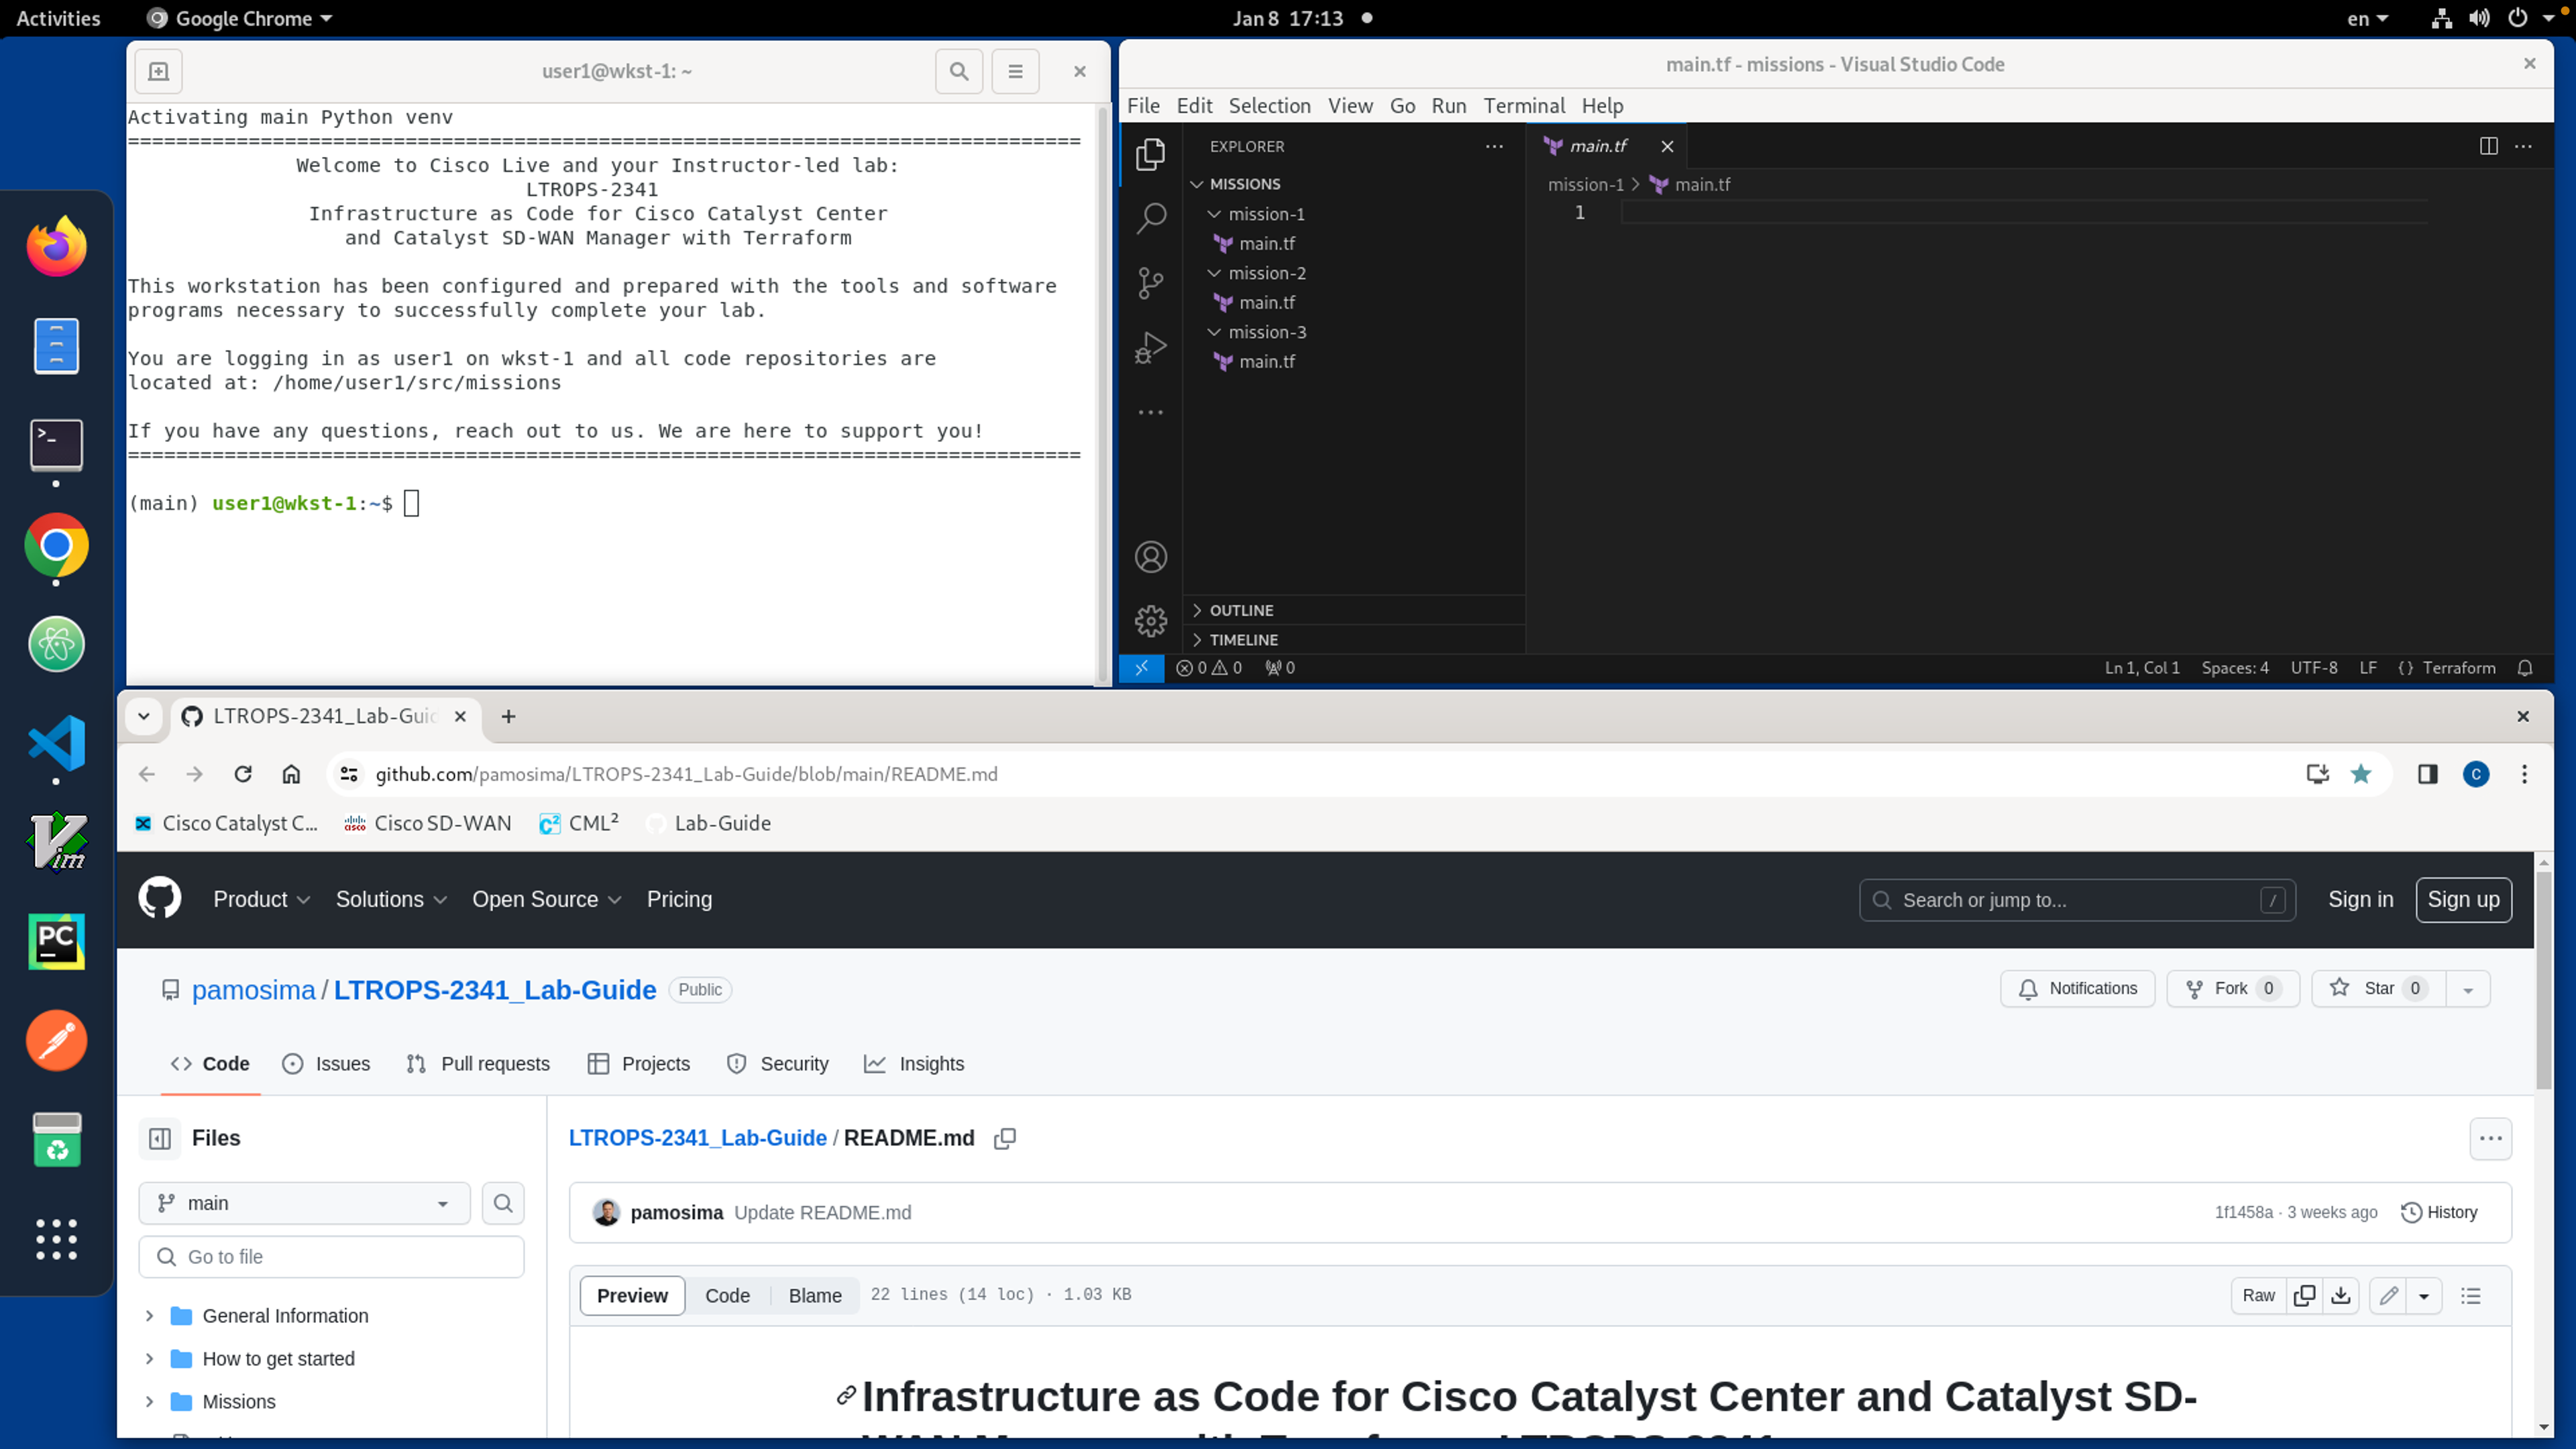 Activities
Google Chrome
Jan 8 17:13
en
user1@wkst-1: ~
Activating main Python venv
===============================================================================
Welcome to Cisco Live and your Instructor-led lab:
LTROPS-2341
Infrastructure as Code for Cisco Catalyst Center
and Catalyst SD-WAN Manager with Terraform
This workstation has been configured and prepared with the tools and software
programs necessary to successfully complete your lab.
You are logging in as user1 on wkst-1 and all code repositories are
located at: /home/user1/src/missions
If you have any questions, reach out to us. We are here to support you!
===============================================================================
(main) user1@wkst-1:~$
main.tf - missions - Visual Studio Code
File Edit Selection View Go Run Terminal Help
EXPLORER
main.tf
MISSIONS
mission-1 > main.tf
mission-1
1
main.tf
mission-2
main.tf
mission-3
main.tf
OUTLINE
TIMELINE
0 0 0
Ln 1, Col 1 Spaces: 4 UTF-8 LF {} Terraform
>_
Vim
PC
LTROPS-2341_Lab-Guid
github.com/pamosima/LTROPS-2341_Lab-Guide/blob/main/README.md
C
Cisco Catalyst C... Cisco SD-WAN CML² Lab-Guide
Product Solutions Open Source Pricing
Search or jump to... /
Sign in Sign up
pamosima / LTROPS-2341_Lab-Guide Public
Notifications Fork 0 Star 0
Code Issues Pull requests Projects Security Insights
Files
main
Go to file
General Information
How to get started
Missions
LTROPS-2341_Lab-Guide / README.md
pamosima Update README.md
1f1458a · 3 weeks ago History
Preview Code Blame 22 lines (14 loc) · 1.03 KB
Raw
Infrastructure as Code for Cisco Catalyst Center and Catalyst SD-